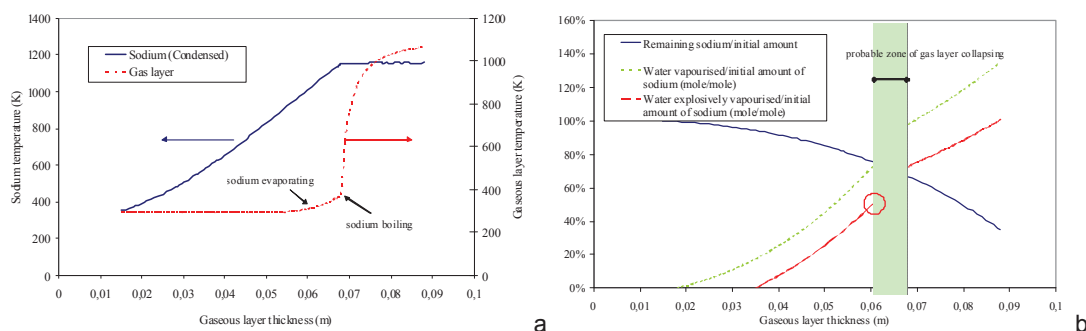 1400
1200
1000
800
600
400
200
0
Sodium temperature (K)
Sodium (Condensed)
Gas layer
sodium evaporating
sodium boiling
1200
1000
800
600
400
200
0
Gaseous layer temperature (K)
0 0,01 0,02 0,03 0,04 0,05 0,06 0,07 0,08 0,09 0,1
Gaseous layer thickness (m)
a
160%
140%
120%
100%
80%
60%
40%
20%
0%
Remaining sodium/initial amount
Water vapourised/initial amount of
sodium (mole/mole)
Water explosively vapourised/initial
amount of sodium (mole/mole)
probable zone of gas layer collapsing
0 0,01 0,02 0,03 0,04 0,05 0,06 0,07 0,08 0,09 0,1
Gaseous layer thickness (m)
b